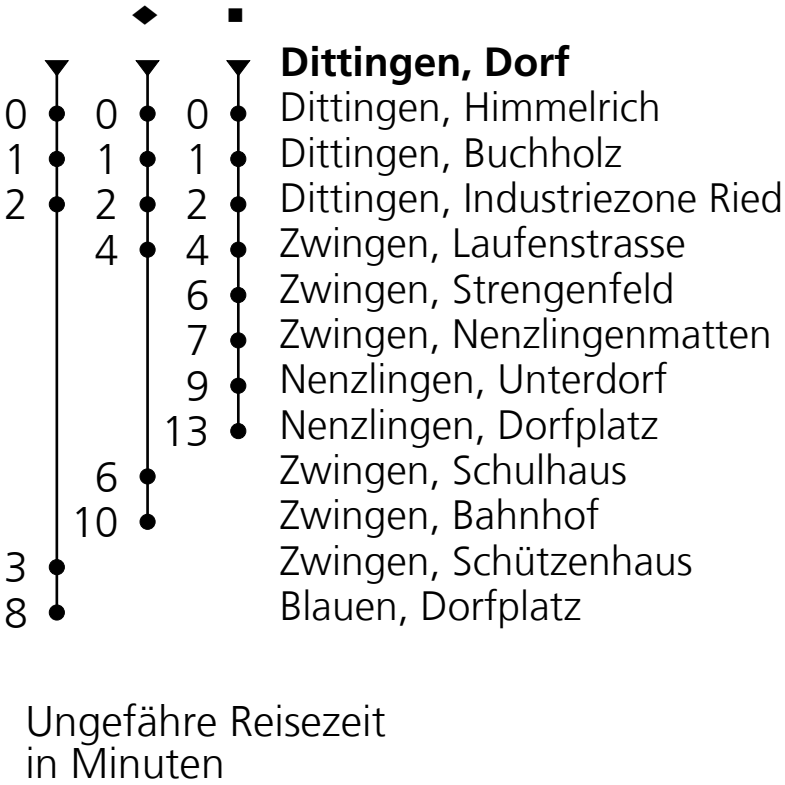 Dittingen, Dorf
0 0 0 Dittingen, Himmelrich
1 1 1 Dittingen, Buchholz
2 2 2 Dittingen, Industriezone Ried
4 4 Zwingen, Laufenstrasse
6 Zwingen, Strengenfeld
7 Zwingen, Nenzlingenmatten
9 Nenzlingen, Unterdorf
13 Nenzlingen, Dorfplatz
6 Zwingen, Schulhaus
10 Zwingen, Bahnhof
3 Zwingen, Schützenhaus
8 Blauen, Dorfplatz
Ungefähre Reisezeit
in Minuten